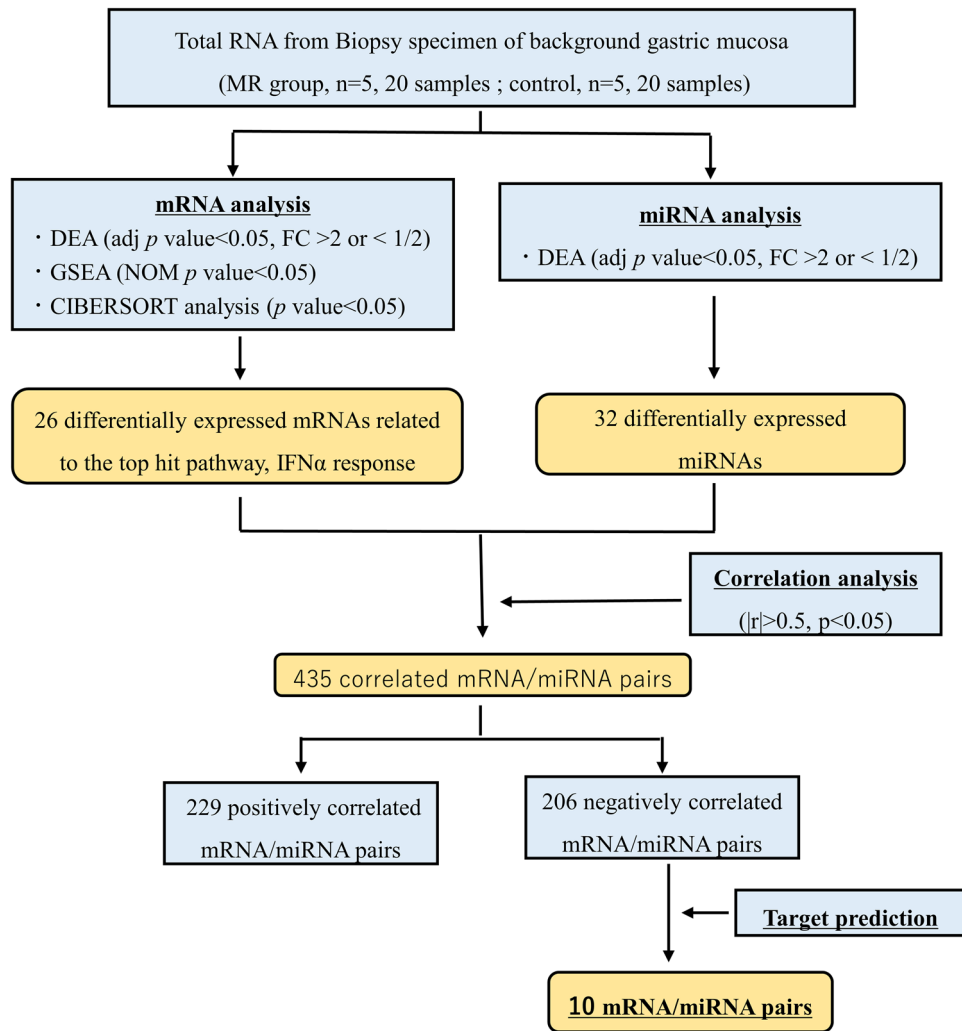 Total RNA from Biopsy specimen of background gastric mucosa
(MR group, n=5, 20 samples ; control, n=5, 20 samples)
mRNA analysis
・DEA (adj p value<0.05, FC >2 or < 1/2)
・GSEA (NOM p value<0.05)
・CIBERSORT analysis (p value<0.05)
miRNA analysis
・DEA (adj p value<0.05, FC >2 or < 1/2)
26 differentially expressed mRNAs related
to the top hit pathway, IFNα response
32 differentially expressed
miRNAs
Correlation analysis
(|r|>0.5, p<0.05)
435 correlated mRNA/miRNA pairs
229 positively correlated
mRNA/miRNA pairs
206 negatively correlated
mRNA/miRNA pairs
Target prediction
10 mRNA/miRNA pairs